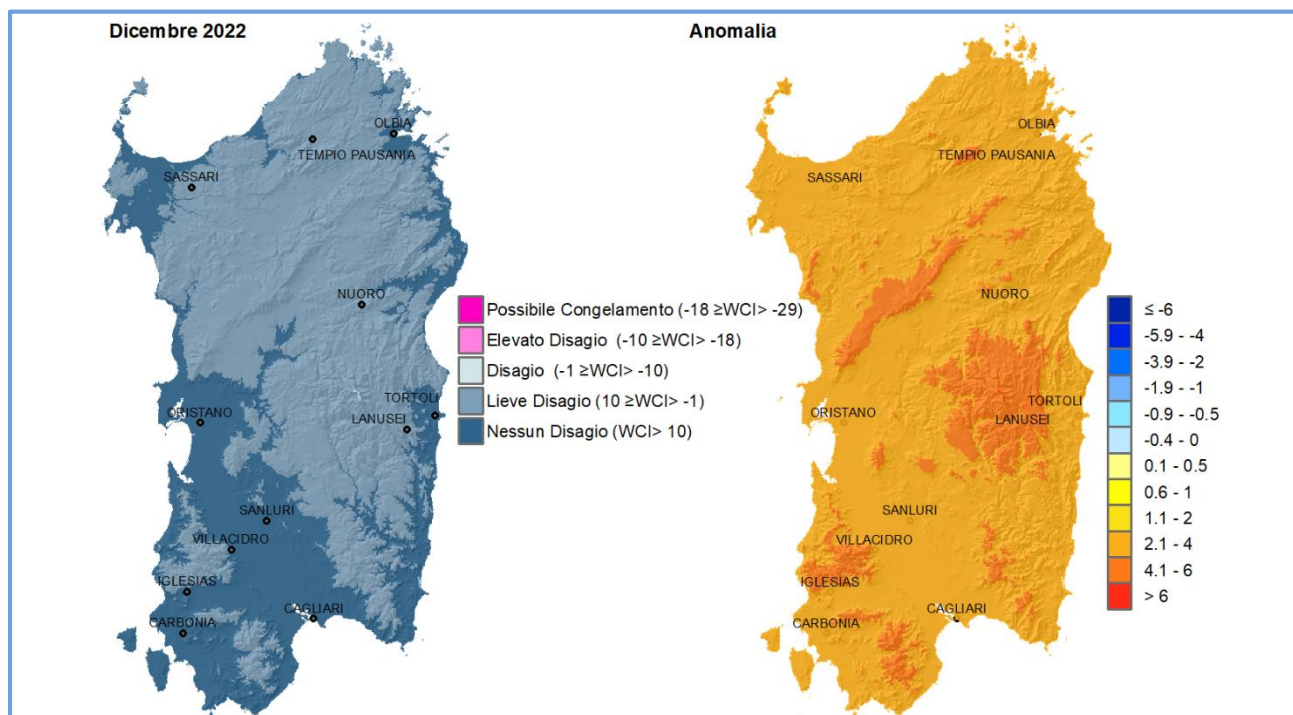 Dicembre 2022
OLBIA
TEMPIO PAUSANIA
SASSARI
NUORO
TORTOLI
ORISTANO
LANUSEI
SANLURI
VILLACIDRO
IGLESIAS
CAGLIARI
CARBONIA
Possibile Congelamento (-18 ≥WCI> -29)
Elevato Disagio (-10 ≥WCI> -18)
Disagio (-1 ≥WCI> -10)
Lieve Disagio (10 ≥WCI> -1)
Nessun Disagio (WCI> 10)
Anomalia
OLBIA
TEMPIO PAUSANIA
SASSARI
NUORO
TORTOLI
ORISTANO
LANUSEI
SANLURI
VILLACIDRO
IGLESIAS
CAGLIARI
CARBONIA
≤ -6
-5.9 - -4
-3.9 - -2
-1.9 - -1
-0.9 - -0.5
-0.4 - 0
0.1 - 0.5
0.6 - 1
1.1 - 2
2.1 - 4
4.1 - 6
> 6